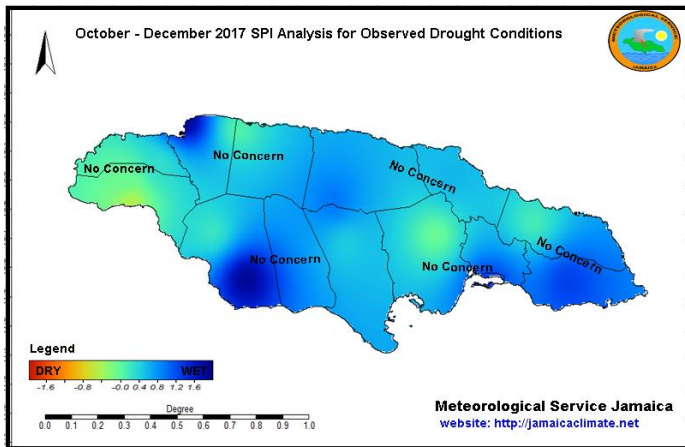 October - December 2017 SPI Analysis for Observed Drought Conditions
METEOROLOGICAL SERVICE
JAMAICA
No Concern
No Concern
No Concern
No Concern
No Concern
No Concern
Legend
DRY WET
-1.6 -0.8 -0.0 0.4 0.8 1.2 1.6
Degree
0.0 0.1 0.2 0.3 0.4 0.5 0.6 0.7 0.8 0.9 1.0
Meteorological Service Jamaica
website: http://jamaicaclimate.net